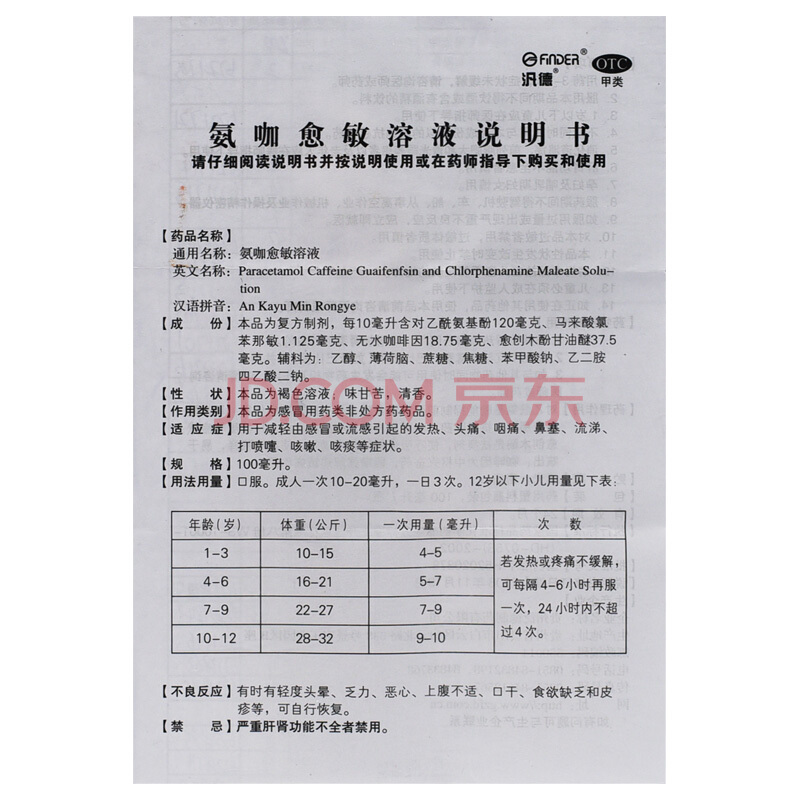 FINDER®
汎德®
OTC
甲类
氨咖愈敏溶液说明书
请仔细阅读说明书并按说明使用或在药师指导下购买和使用
【药品名称】
通用名称：氨咖愈敏溶液
英文名称：Paracetamol Caffeine Guaifenfsin and Chlorphenamine Maleate Solu-
tion
汉语拼音：An Kayu Min Rongye
【成　份】本品为复方制剂，每10毫升含对乙酰氨基酚120毫克、马来酸氯
苯那敏1.125毫克、无水咖啡因18.75毫克、愈创木酚甘油醚37.5
毫克。辅料为：乙醇、薄荷脑、蔗糖、焦糖、苯甲酸钠、乙二胺
四乙酸二钠。
【性　状】本品为褐色溶液；味甘苦，清香。
【作用类别】本品为感冒用药类非处方药药品。
【适 应 症】用于减轻由感冒或流感引起的发热、头痛、咽痛、鼻塞、流涕、
打喷嚏、咳嗽、咳痰等症状。
【规　格】100毫升。
【用法用量】口服。成人一次10-20毫升，一日3次。12岁以下小儿用量见下表：
年龄(岁) 体重(公斤) 一次用量(毫升) 次 数
1-3 10-15 4-5
4-6 16-21 5-7
7-9 22-27 7-9
10-12 28-32 9-10
若发热或疼痛不缓解，
可每隔4-6小时再服
一次，24小时内不超
过4次。
【不良反应】有时有轻度头晕、乏力、恶心、上腹不适、口干、食欲缺乏和皮
疹等，可自行恢复。
【禁　忌】严重肝肾功能不全者禁用。
JD.COM 京东